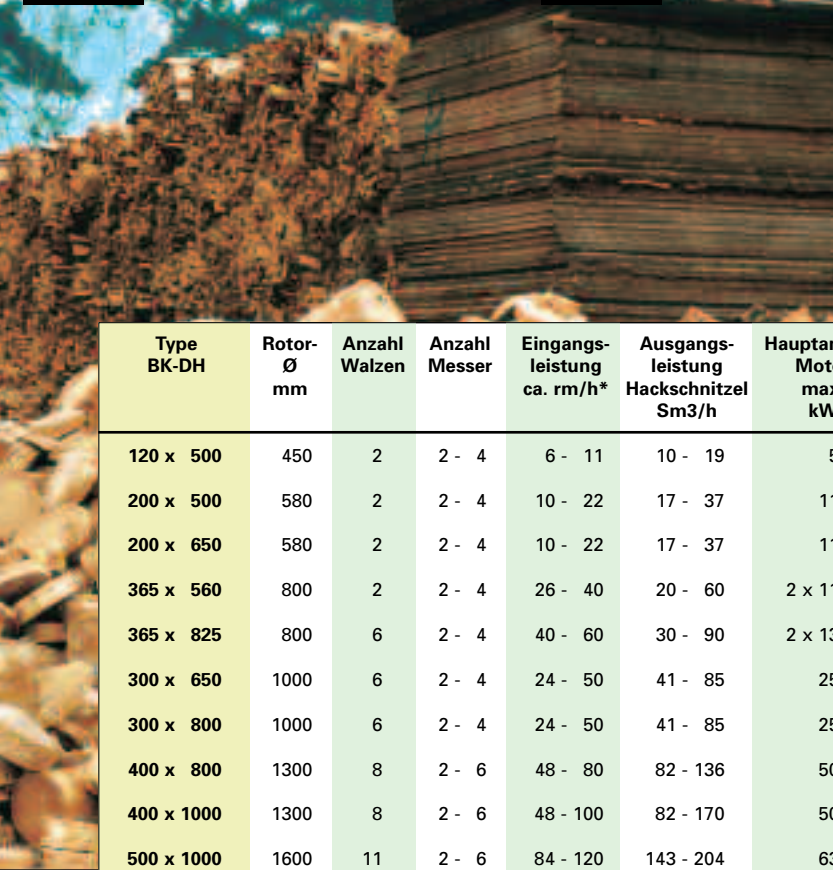 Type Rotor- Anzahl Anzahl Eingangs- Ausgangs-
BK-DH Ø Walzen Messer leistung leistung
mm ca. rm/h* Hackschnitzel
Sm3/h
120 x 500 450 2 2 - 4 6 - 11 10 - 19
200 x 500 580 2 2 - 4 10 - 22 17 - 37
200 x 650 580 2 2 - 4 10 - 22 17 - 37
365 x 560 800 2 2 - 4 26 - 40 20 - 60 2 x
365 x 825 800 6 2 - 4 40 - 60 30 - 90 2 x
300 x 650 1000 6 2 - 4 24 - 50 41 - 85
300 x 800 1000 6 2 - 4 24 - 50 41 - 85
400 x 800 1300 8 2 - 6 48 - 80 82 - 136
400 x 1000 1300 8 2 - 6 48 - 100 82 - 170
500 x 1000 1600 11 2 - 6 84 - 120 143 - 204